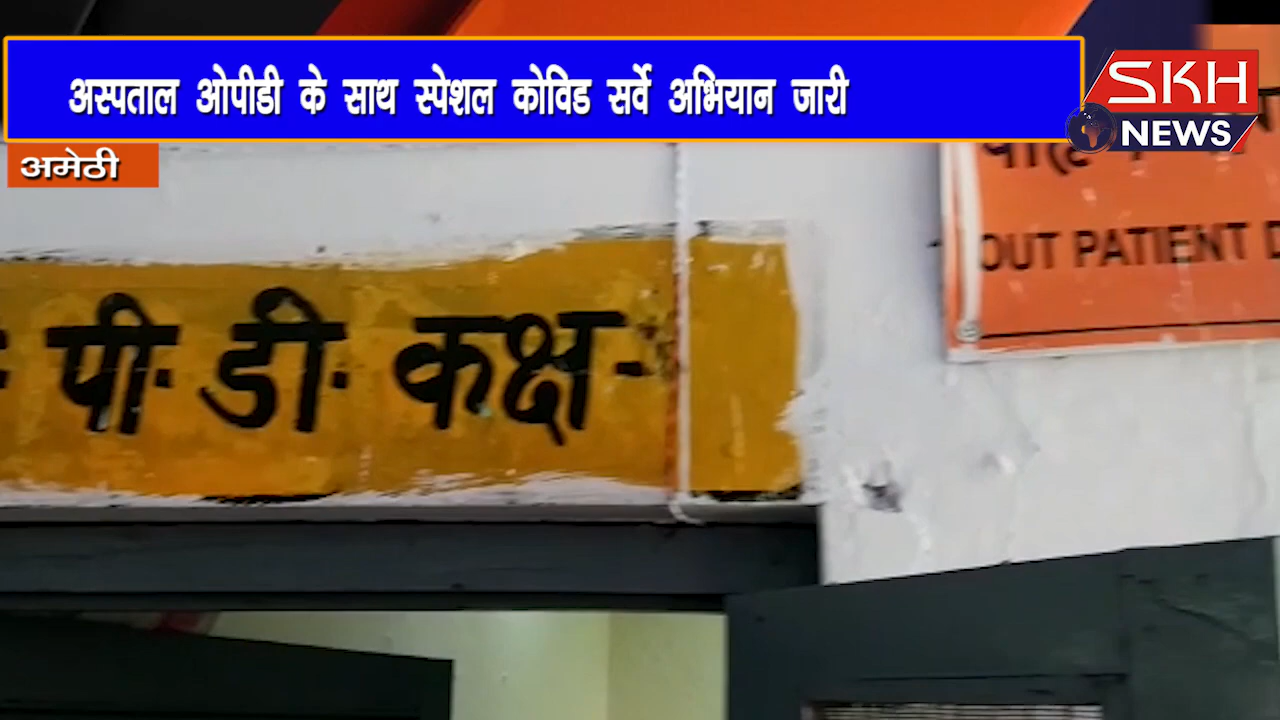 अस्पताल ओपीडी के साथ स्पेशल कोविड सर्वे अभियान जारी
SKH
NEWS
अमेठी
OUT PATIENT
पी॰ डी॰ कक्ष-